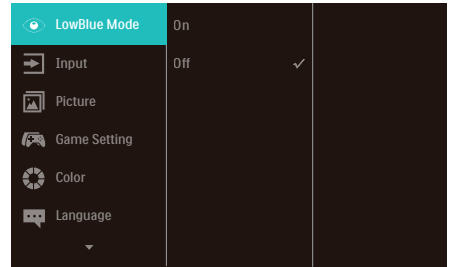 LowBlue Mode
On
Input
Off
Picture
Game Setting
Color
Language